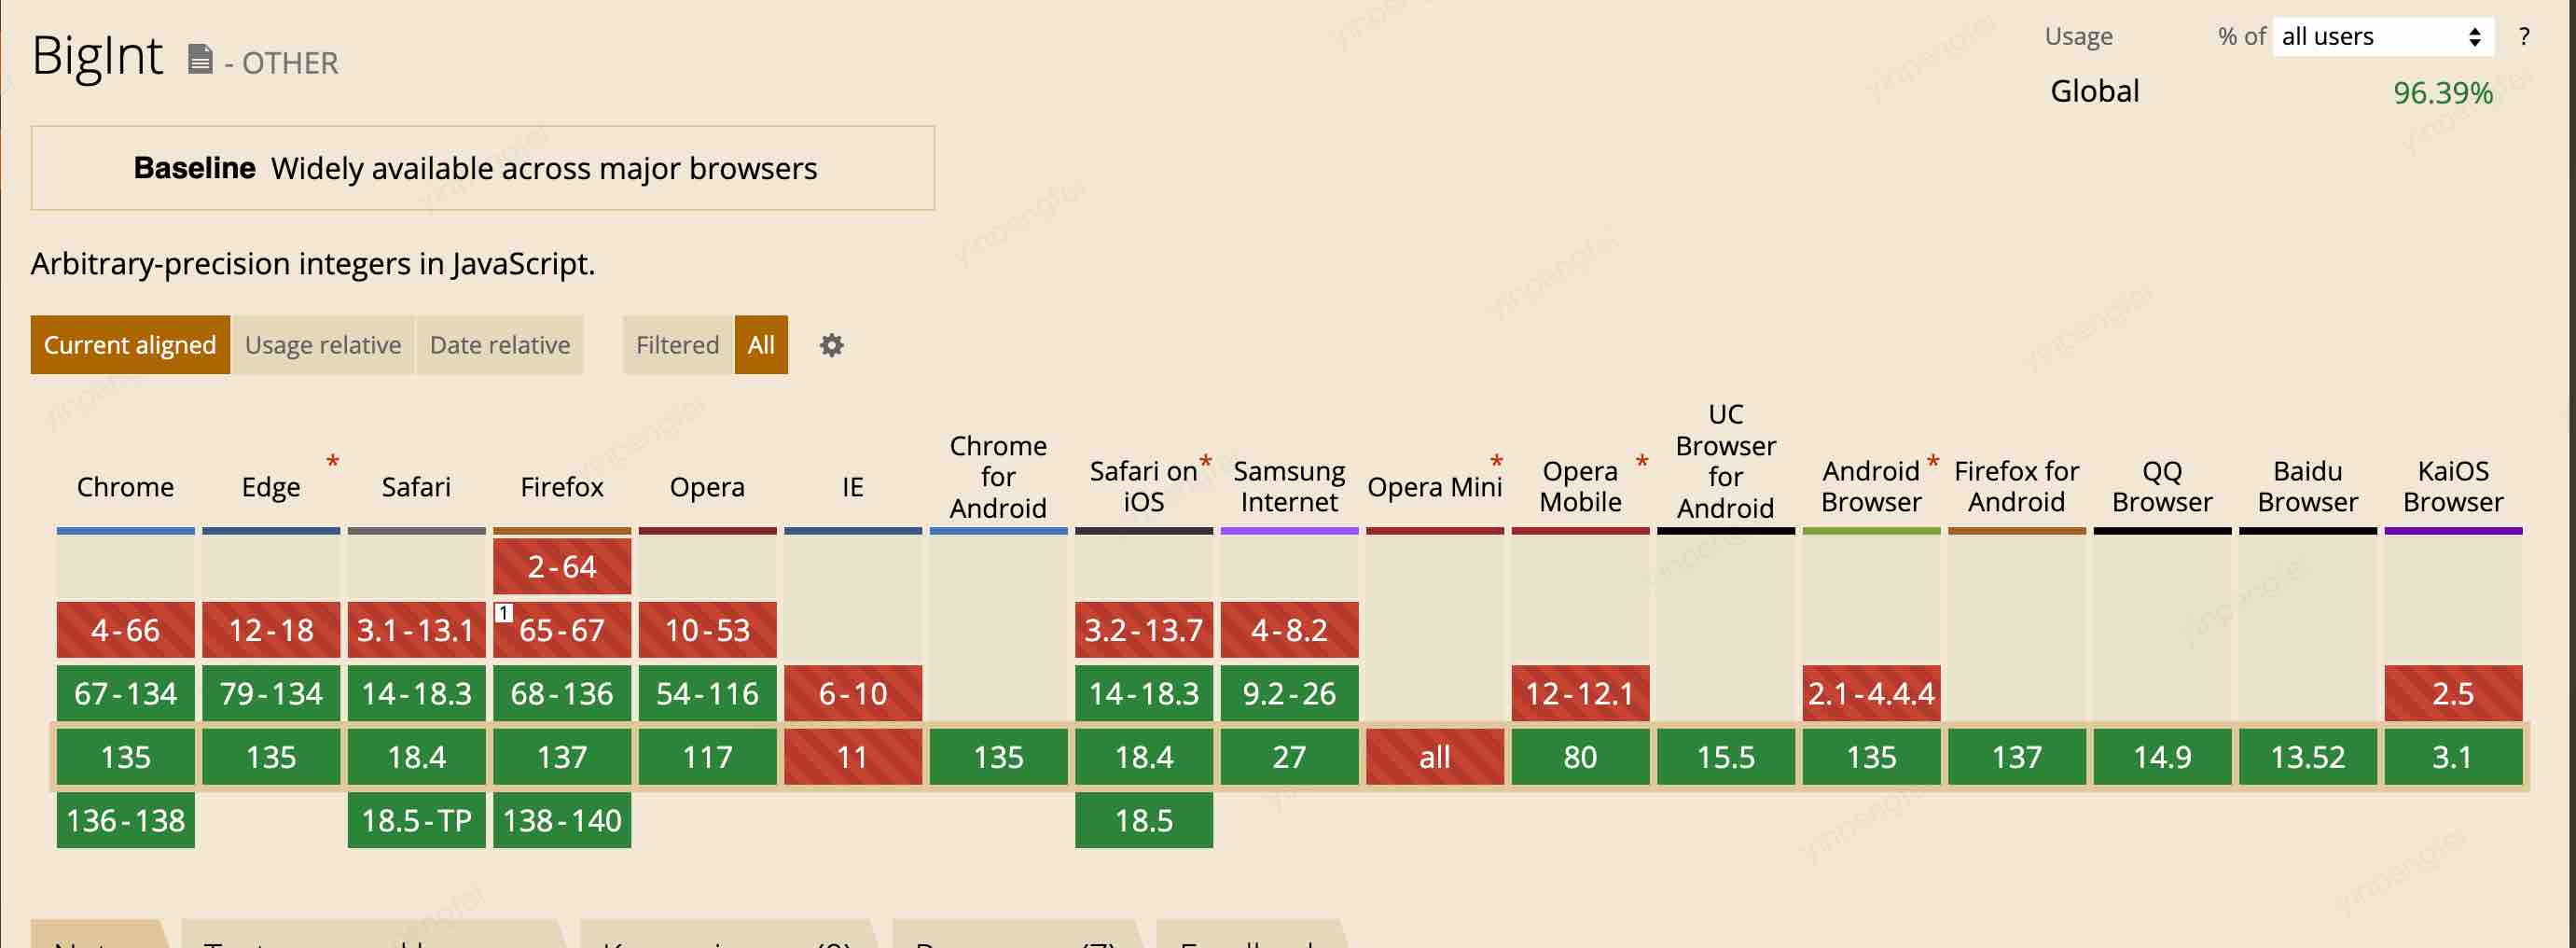 BigInt - OTHER
Usage % of all users ?
Global 96.39%
Baseline Widely available across major browsers
Arbitrary-precision integers in JavaScript.
Current aligned Usage relative Date relative Filtered All
Chrome
Edge *
Safari
Firefox
Opera
IE
Chrome
for
Android
Safari on *
iOS
Samsung
Internet
Opera Mini *
Opera *
Mobile
UC
Browser
for
Android
Android *
Browser
Firefox for
Android
QQ
Browser
Baidu
Browser
KaiOS
Browser
2-64
4-66 12-18 3.1-13.1 1 65-67 10-53 3.2-13.7 4-8.2
67-134 79-134 14-18.3 68-136 54-116 6-10 14-18.3 9.2-26 12-12.1 2.1-4.4.4 2.5
135 135 18.4 137 117 11 135 18.4 27 all 80 15.5 135 137 14.9 13.52 3.1
136-138 18.5-TP 138-140 18.5
yinpengfei